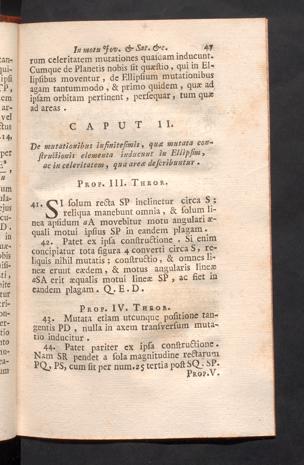 In motu Jov. & Sat. &c. 47
rum celeritatem mutationes quasdam inducunt.
Cumque de Planetis nobis sit quæstio, qui in El-
lipsibus moventur, de Ellipsium mutationibus
agam tantummodo, & primo quidem, quæ ad
ipsam orbitam pertinent, persequar, tum quæ
ad areas.
CAPUT II.
De mutationibus infinitesimis, quæ mutata con-
structionis elementa inducunt in Ellipsim,
ac in celeritatem, qua areæ describuntur.
PROP. III. THEOR.
41. SI solum recta SP inclinetur circa S;
reliqua manebunt omnia, & solum li-
nea apsidum aA movebitur motu angulari æ-
quali motui ipsius SP in eandem plagam.
42. Patet ex ipsa constructione. Si enim
concipiatur tota figura 4 converti circa S, re-
liquis nihil mutatis; constructio, & omnes li-
neæ erunt eædem, & motus angularis lineæ
aSA erit æqualis motui lineæ SP, ac fiet in
eandem plagam. Q. E. D.
PROP. IV. THEOR.
43. Mutata etiam utcunque positione tan-
gentis PD, nulla in axem transversum muta-
tio inducitur.
44. Patet pariter ex ipsa constructione.
Nam SR pendet a sola magnitudine rectarum
PQ, PS, cum sit per num. 25 tertia post SQ. SP.
PROP. V.